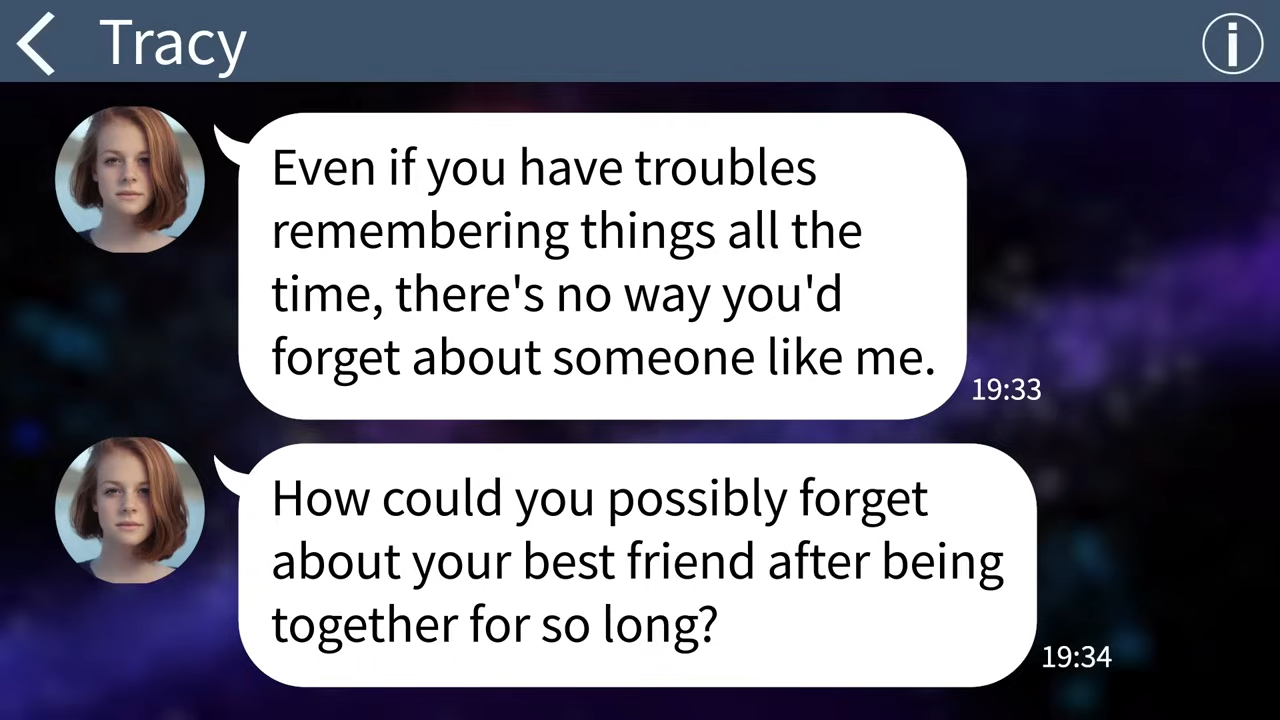 Tracy
Even if you have troubles
remembering things all the
time, there's no way you'd
forget about someone like me.
19:33
How could you possibly forget
about your best friend after being
together for so long?
19:34